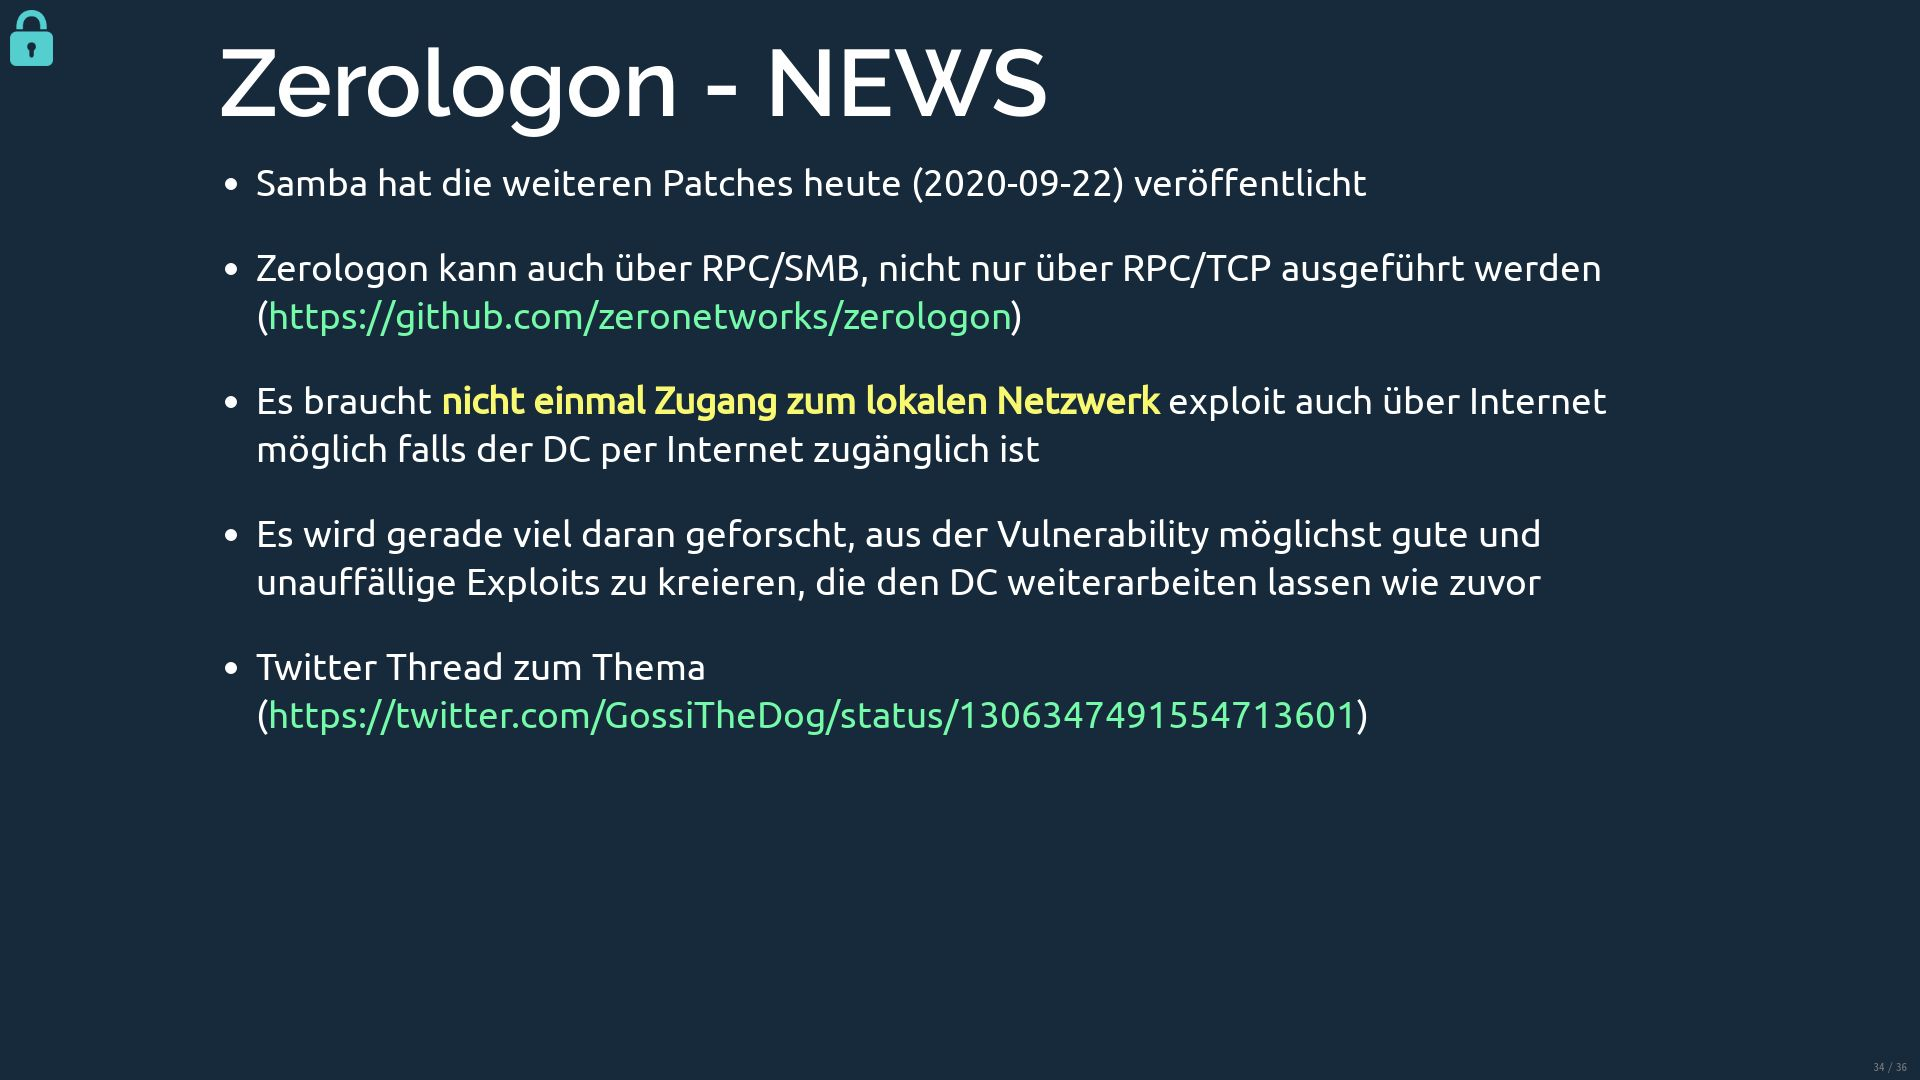 Zerologon - NEWS
• Samba hat die weiteren Patches heute (2020-09-22) veröffentlicht
• Zerologon kann auch über RPC/SMB, nicht nur über RPC/TCP ausgeführt werden
(https://github.com/zeronetworks/zerologon)
• Es braucht nicht einmal Zugang zum lokalen Netzwerk exploit auch über Internet
möglich falls der DC per Internet zugänglich ist
• Es wird gerade viel daran geforscht, aus der Vulnerability möglichst gute und
unauffällige Exploits zu kreieren, die den DC weiterarbeiten lassen wie zuvor
• Twitter Thread zum Thema
(https://twitter.com/GossiTheDog/status/1306347491554713601)
34 / 36